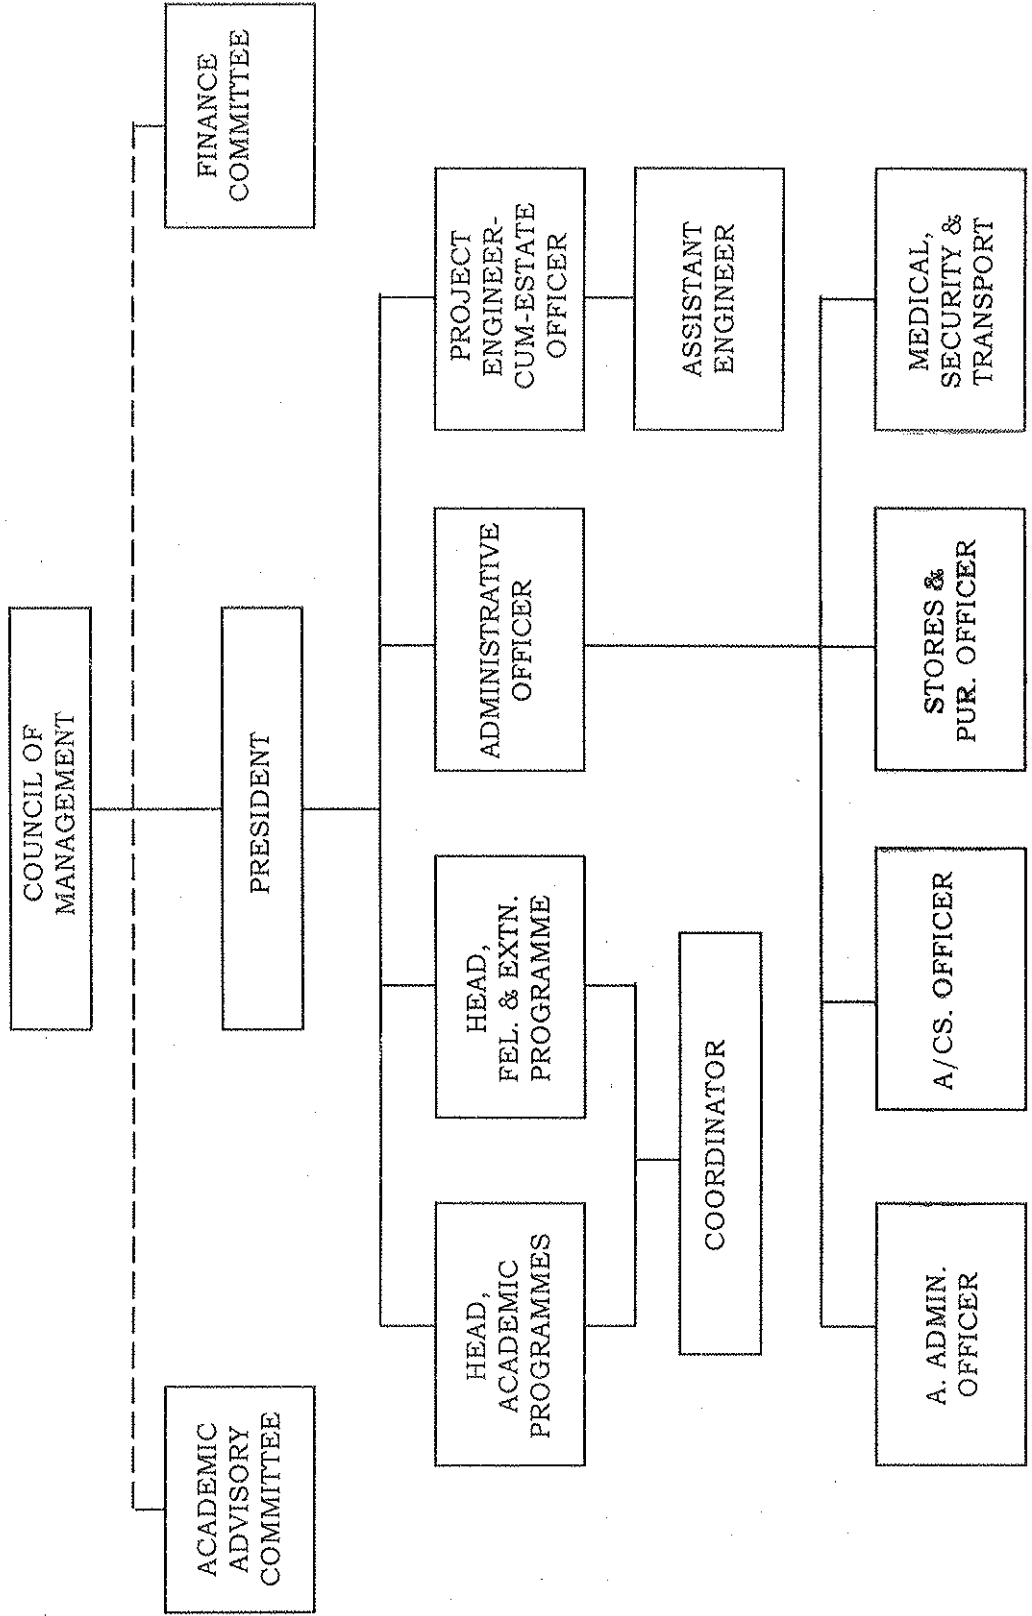 COUNCIL OF
MANAGEMENT
ACADEMIC
ADVISORY
COMMITTEE
FINANCE
COMMITTEE
PRESIDENT
HEAD,
ACADEMIC
PROGRAMMES
HEAD,
FEL. & EXTN.
PROGRAMME
ADMINISTRATIVE
OFFICER
PROJECT
ENGINEER-
CUM-ESTATE
OFFICER
COORDINATOR
ASSISTANT
ENGINEER
A. ADMIN.
OFFICER
A/CS. OFFICER
STORES &
PUR. OFFICER
MEDICAL,
SECURITY &
TRANSPORT